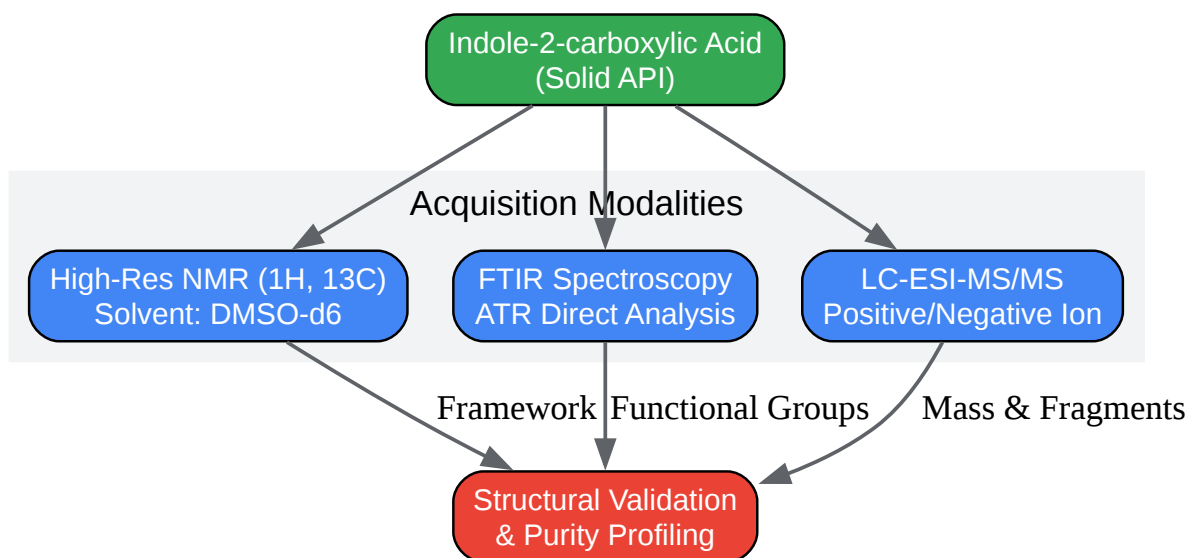 Indole-2-carboxylic Acid
(Solid API)
Acquisition Modalities
High-Res NMR (1H, 13C)
Solvent: DMSO-d6
FTIR Spectroscopy
ATR Direct Analysis
LC-ESI-MS/MS
Positive/Negative Ion
Framework
Functional Groups
Mass & Fragments
Structural Validation
& Purity Profiling